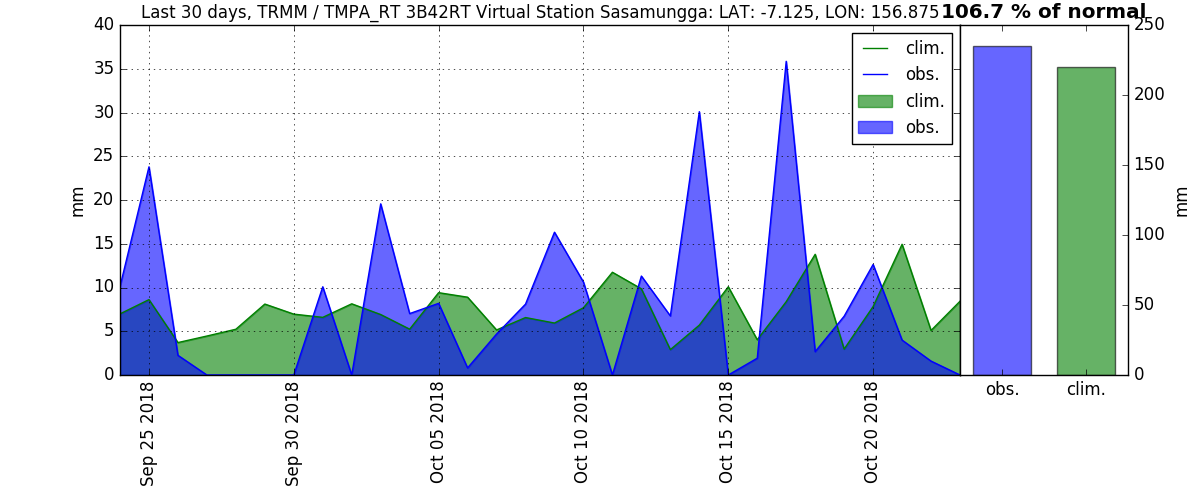 Last 30 days, TRMM / TMPA_RT 3B42RT Virtual Station Sasamungga: LAT: -7.125, LON: 156.875
106.7 % of normal
mm
40
35
30
25
20
15
10
5
0
clim.
obs.
clim.
obs.
Sep 25 2018
Sep 30 2018
Oct 05 2018
Oct 10 2018
Oct 15 2018
Oct 20 2018
250
200
150
100
50
0
mm
obs.
clim.